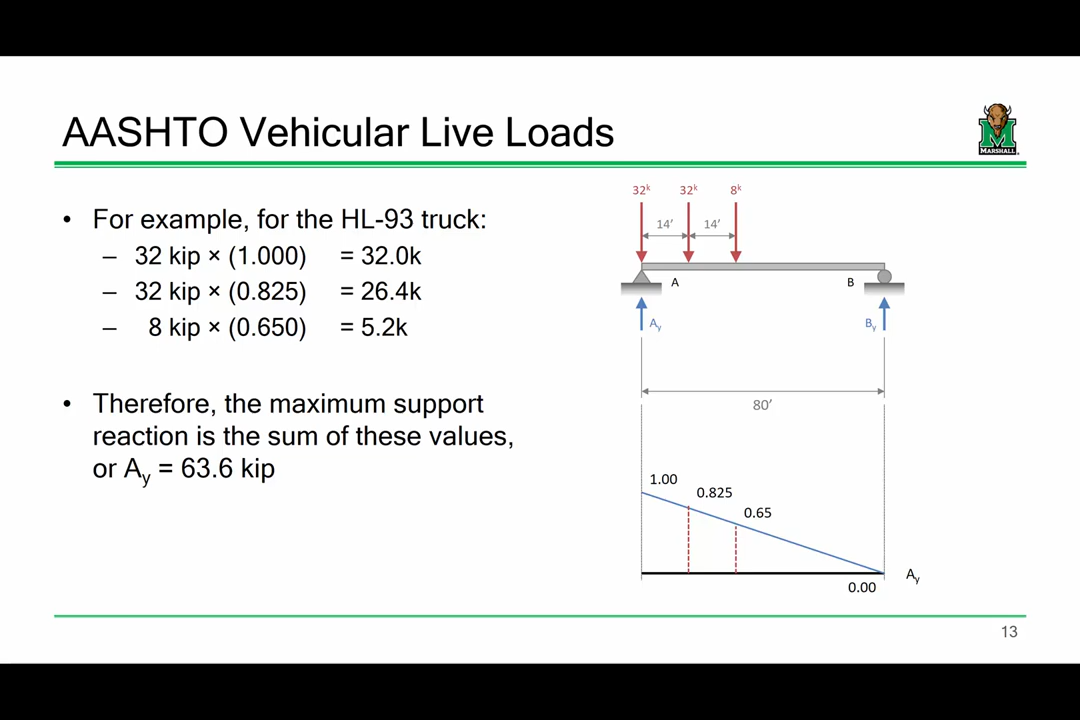 AASHTO Vehicular Live Loads
MARSHALL
• For example, for the HL-93 truck:
– 32 kip × (1.000) = 32.0k
– 32 kip × (0.825) = 26.4k
– 8 kip × (0.650) = 5.2k
• Therefore, the maximum support
reaction is the sum of these values,
or Ay = 63.6 kip
32k 32k 8k
14′ 14′
A B
Ay By
80′
1.00
0.825
0.65
Ay
0.00
13